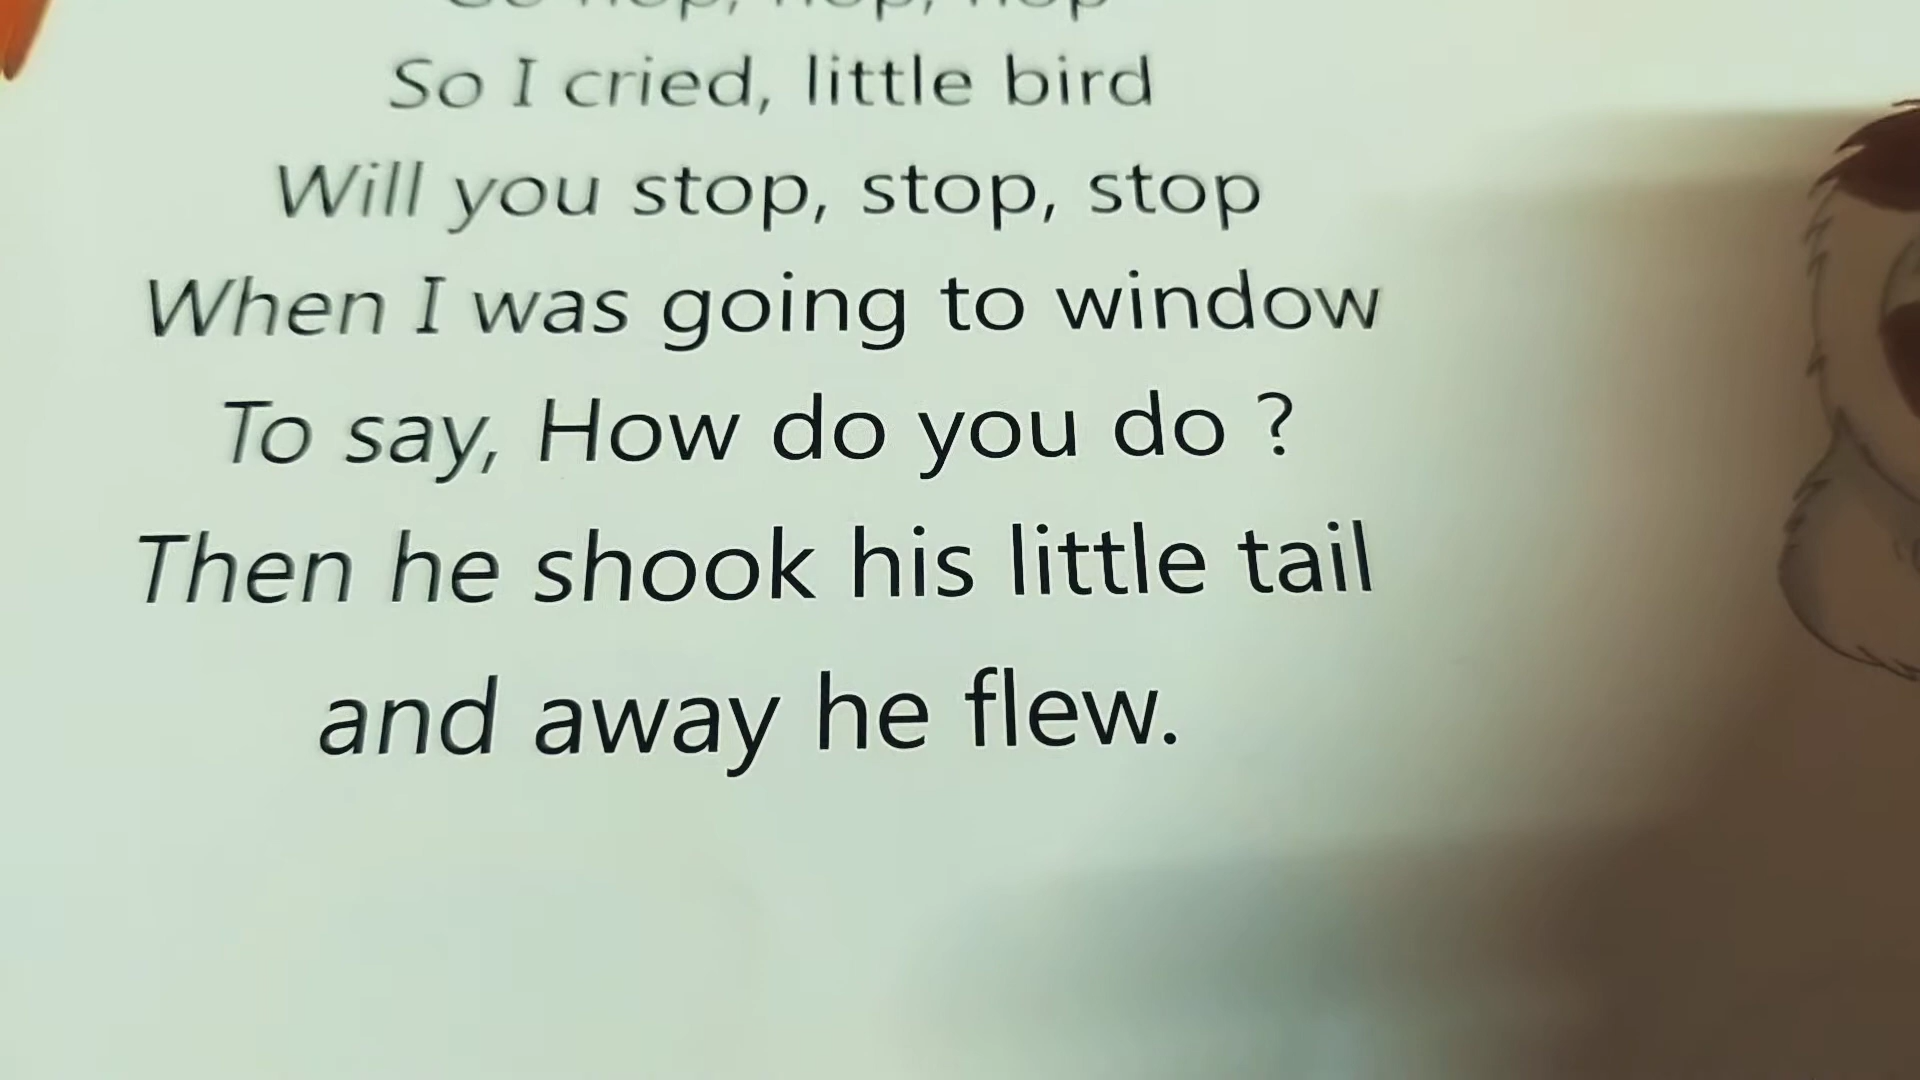 So I cried, little bird
Will you stop, stop, stop
When I was going to window
To say, How do you do ?
Then he shook his little tail
and away he flew.